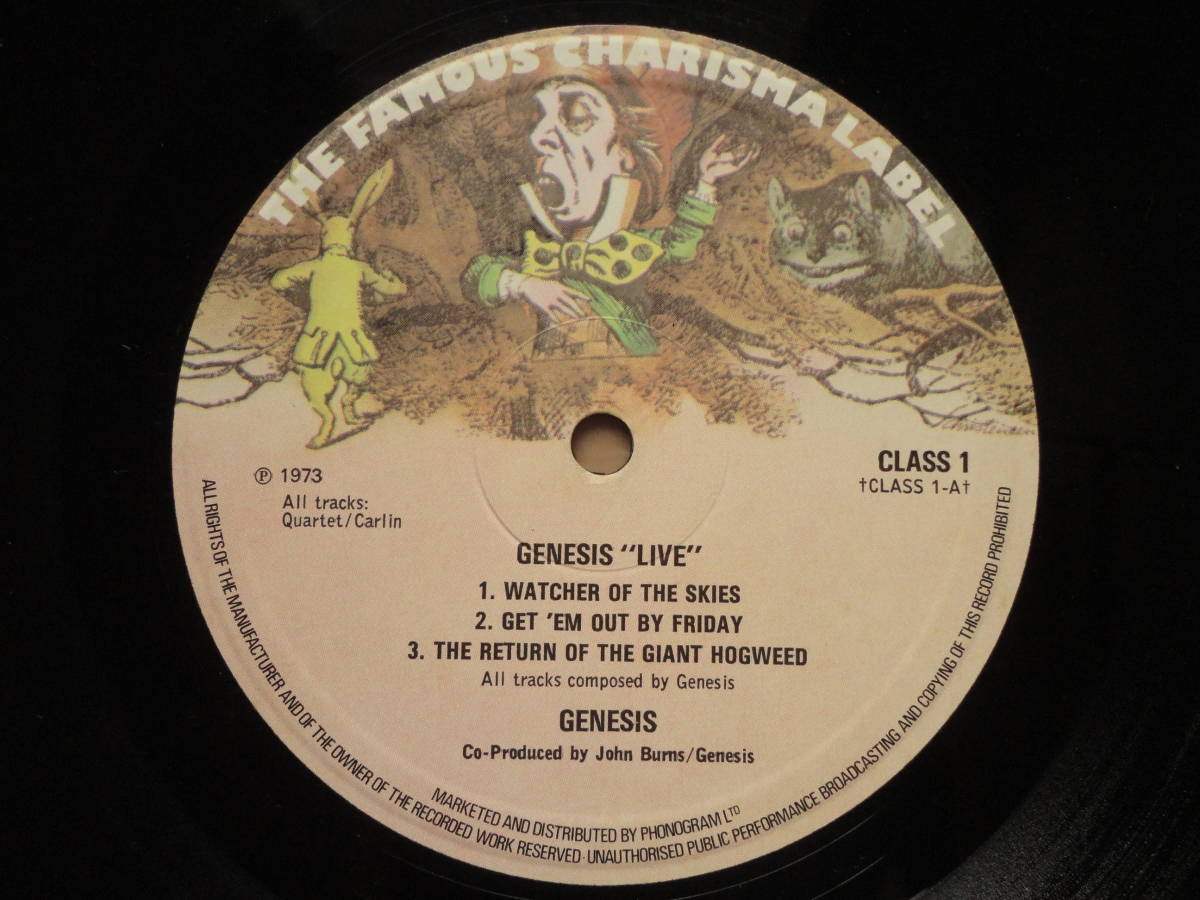 THE FAMOUS CHARISMA LABEL
℗ 1973
All tracks:
Quartet/Carlin
CLASS 1
†CLASS 1-A†
GENESIS "LIVE"
1. WATCHER OF THE SKIES
2. GET 'EM OUT BY FRIDAY
3. THE RETURN OF THE GIANT HOGWEED
All tracks composed by Genesis
GENESIS
Co-Produced by John Burns/Genesis
MARKETED AND DISTRIBUTED BY PHONOGRAM LTD
ALL RIGHTS OF THE MANUFACTURER AND OF THE OWNER OF THE RECORDED WORK RESERVED · UNAUTHORISED PUBLIC PERFORMANCE BROADCASTING AND COPYING OF THIS RECORD PROHIBITED